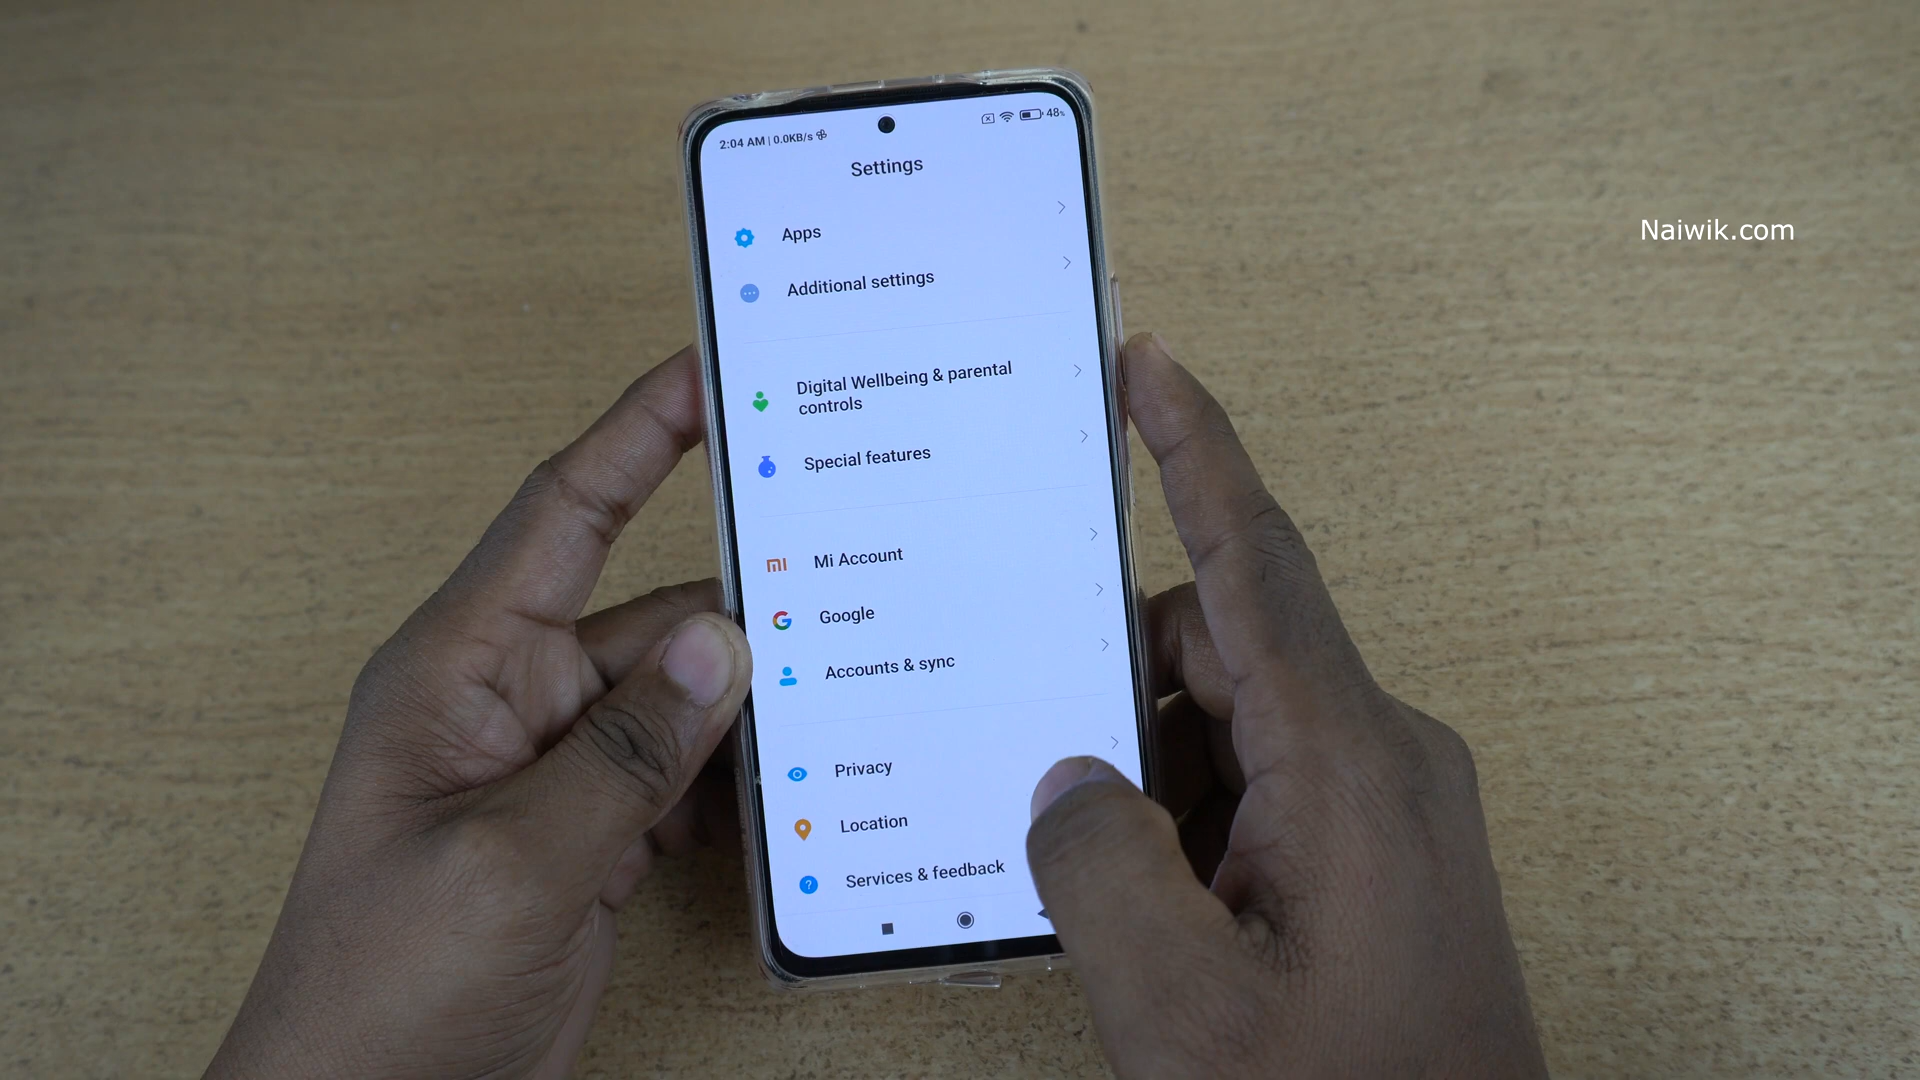 2:04 AM | 0.0KB/s
48%
Settings
Naiwik.com
Apps
Additional settings
Digital Wellbeing & parental
controls
Special features
mi Mi Account
G Google
Accounts & sync
Privacy
Location
? Services & feedback